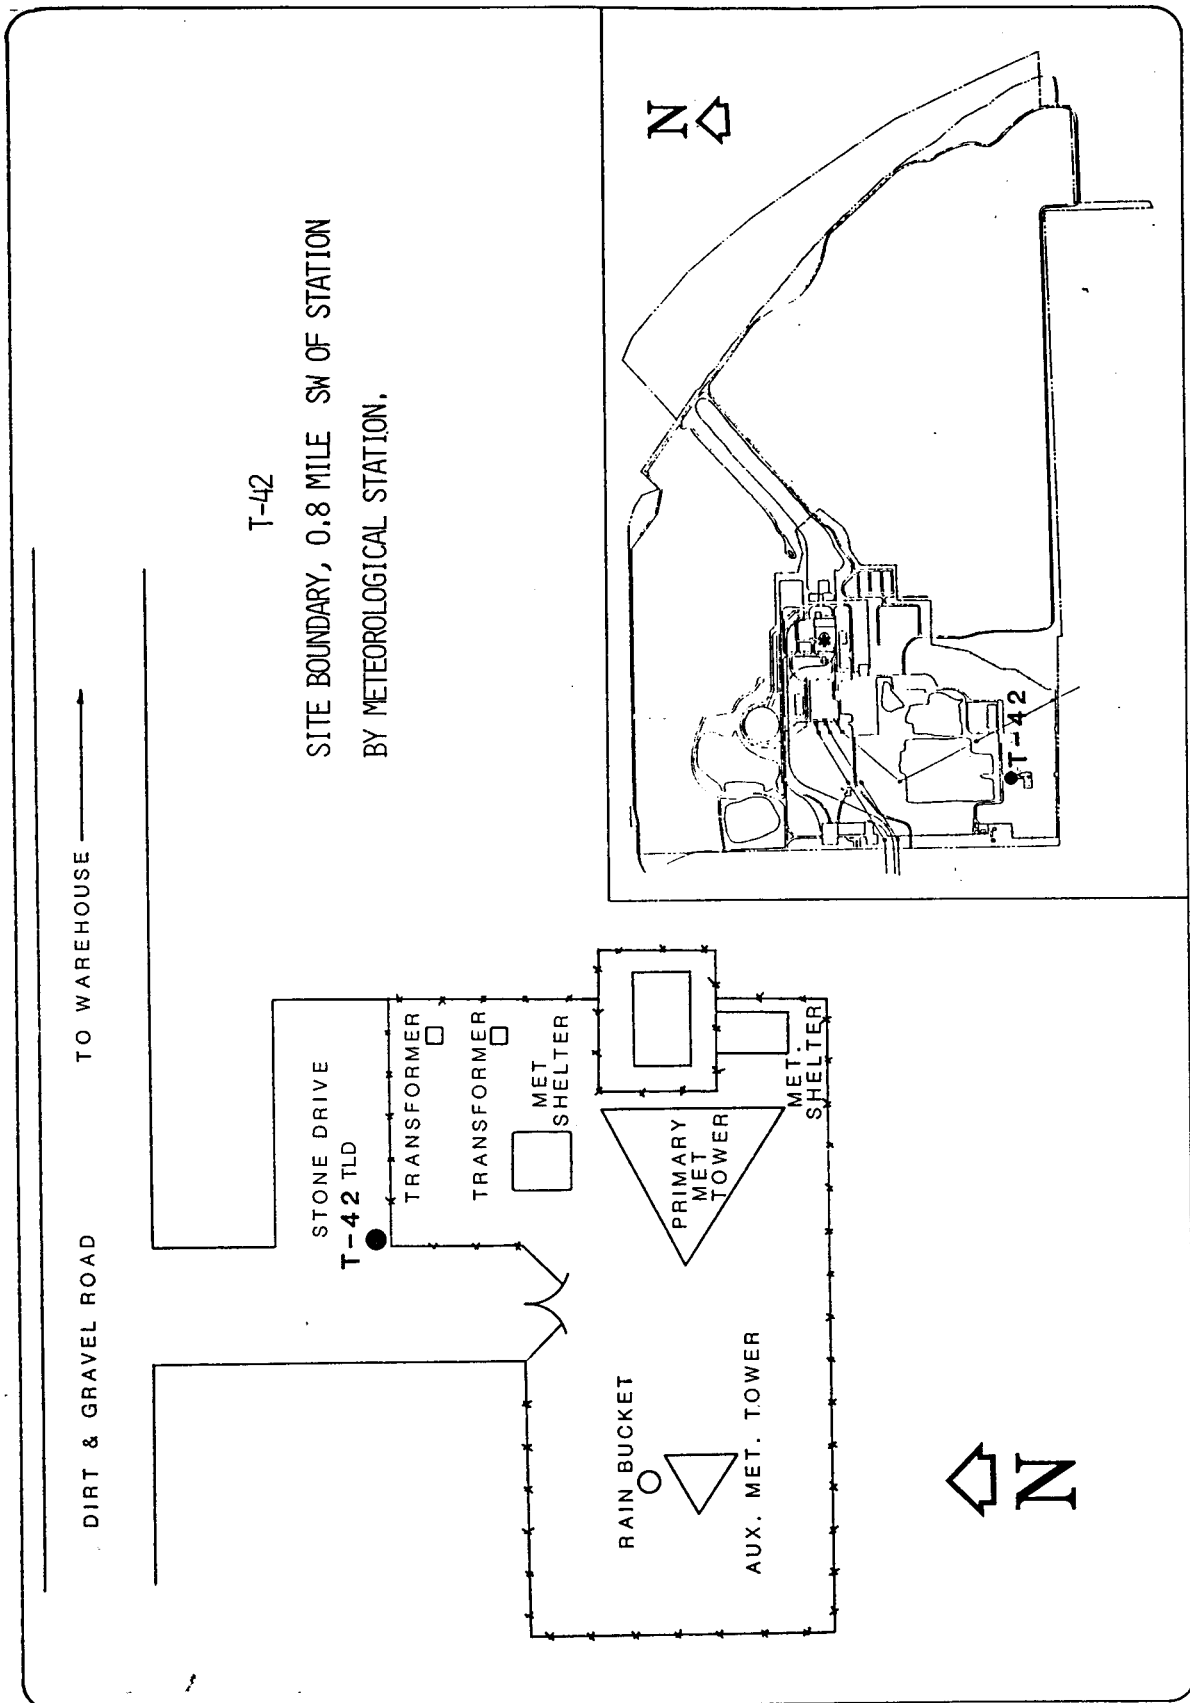 T-42
SITE BOUNDARY, 0.8 MILE SW OF STATION
BY METEOROLOGICAL STATION.
DIRT & GRAVEL ROAD
TO WAREHOUSE
STONE DRIVE
T-42 TLD
TRANSFORMER
TRANSFORMER
MET
SHELTER
PRIMARY
MET
TOWER
MET.
SHELTER
RAIN BUCKET
AUX. MET. TOWER
N
N
T-42